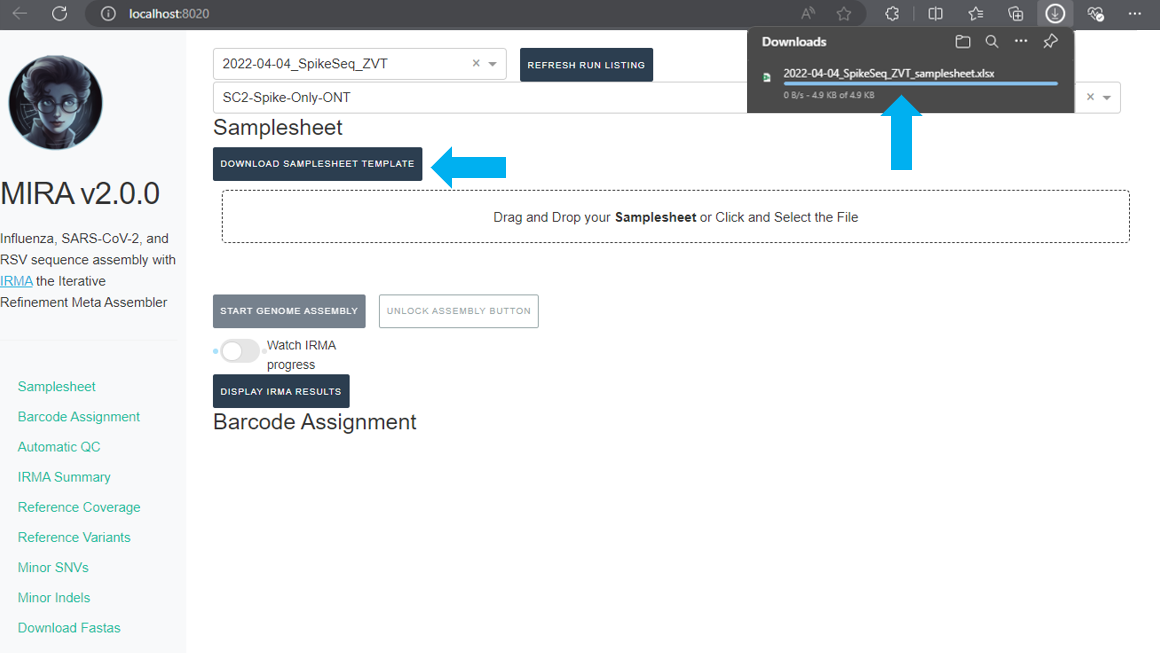 localhost:8020
Downloads
2022-04-04_SpikeSeq_ZVT_samplesheet.xlsx
0 B/s - 4.9 KB of 4.9 KB
2022-04-04_SpikeSeq_ZVT
REFRESH RUN LISTING
SC2-Spike-Only-ONT
Samplesheet
DOWNLOAD SAMPLESHEET TEMPLATE
Drag and Drop your Samplesheet or Click and Select the File
START GENOME ASSEMBLY
UNLOCK ASSEMBLY BUTTON
Watch IRMA
progress
DISPLAY IRMA RESULTS
Barcode Assignment
MIRA v2.0.0
Influenza, SARS-CoV-2, and
RSV sequence assembly with
IRMA the Iterative
Refinement Meta Assembler
Samplesheet
Barcode Assignment
Automatic QC
IRMA Summary
Reference Coverage
Reference Variants
Minor SNVs
Minor Indels
Download Fastas